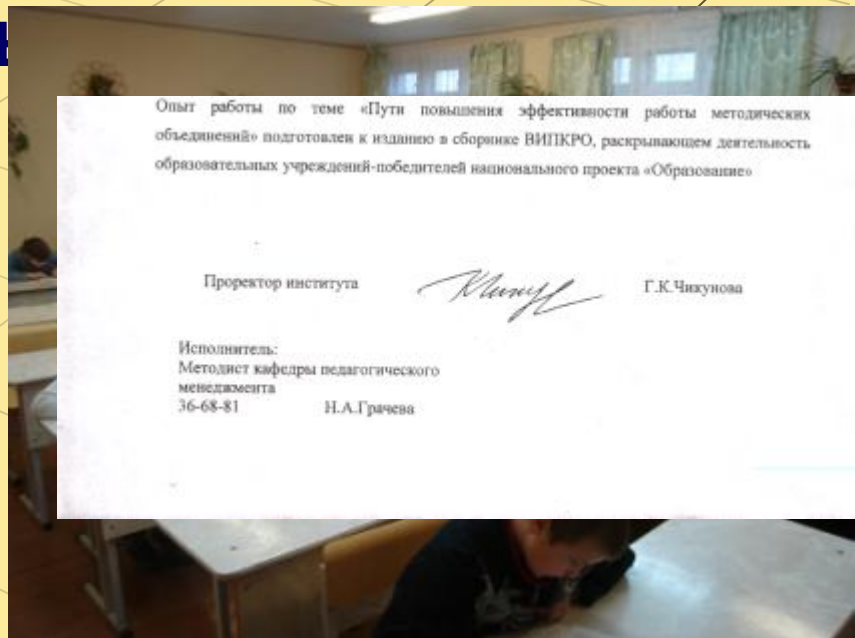 Опыт работы по теме «Пути повышения эффективности работы методических
объединений» подготовлен к изданию в сборнике ВИПКРО, раскрывающем деятельность
образовательных учреждений-победителей национального проекта «Образование»
Проректор института Г.К.Чикунова
Исполнитель:
Методист кафедры педагогического
менеджмента
36-68-81 Н.А.Грачева